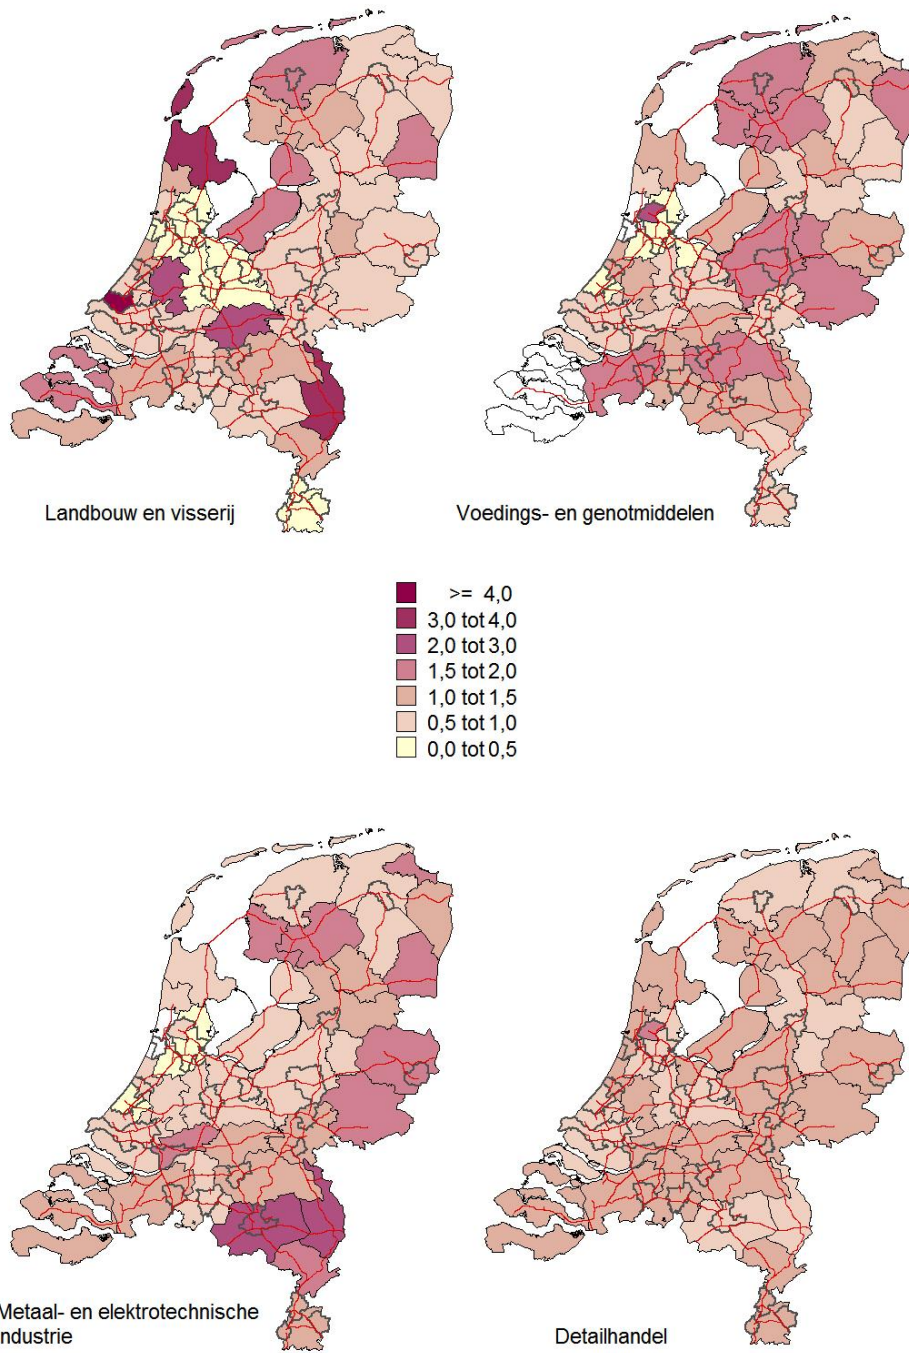 Landbouw en visserij
Voedings- en genotmiddelen
>= 4,0
3,0 tot 4,0
2,0 tot 3,0
1,5 tot 2,0
1,0 tot 1,5
0,5 tot 1,0
0,0 tot 0,5
Metaal- en elektrotechnische
industrie
Detailhandel